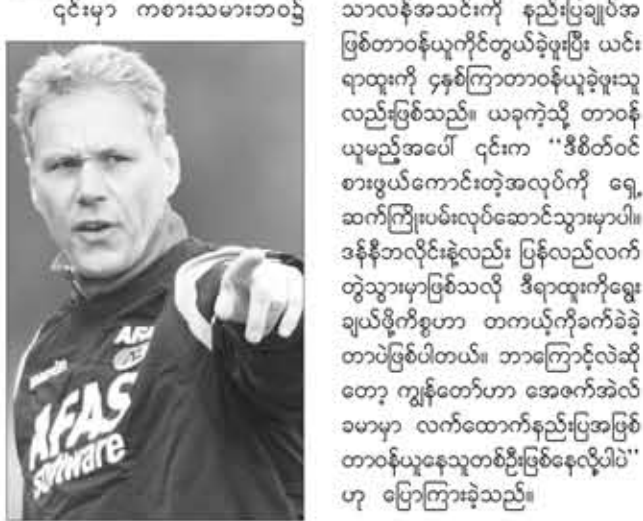 ၎င်းမှာ ကစားသမားဘဝ၌
AFAS
software
သာလန်အသင်းကို နည်းပြချုပ်အ
ဖြစ်တာဝန်ယူကိုင်တွယ်ခဲ့ဖူးပြီး ယင်း
ရာထူးကို ၄နှစ်ကြာတာဝန်ယူခဲ့ဖူးသူ
လည်းဖြစ်သည်။ ယခုကဲ့သို့ တာဝန်
ယူမည့်အပေါ် ၎င်းက ‘‘ဒီစိတ်ဝင်
စားဖွယ်ကောင်းတဲ့အလုပ်ကို ရှေ့
ဆက်ကြိုးပမ်းလုပ်ဆောင်သွားမှာပါ။
ဒန်နီဘလိုင်းနဲ့လည်း ပြန်လည်လက်
တွဲသွားမှာဖြစ်သလို ဒီရာထူးကိုရွေး
ချယ်ဖို့ကိစ္စဟာ တကယ့်ကိုခက်ခဲခဲ့
တာပဲဖြစ်ပါတယ်။ ဘာကြောင့်လဲဆို
တော့ ကျွန်တော်ဟာ အေဇက်အဲလ်
ခမာမှာ လက်ထောက်နည်းပြအဖြစ်
တာဝန်ယူနေသူတစ်ဦးဖြစ်နေလို့ပါပဲ’’
ဟု ပြောကြားခဲ့သည်။